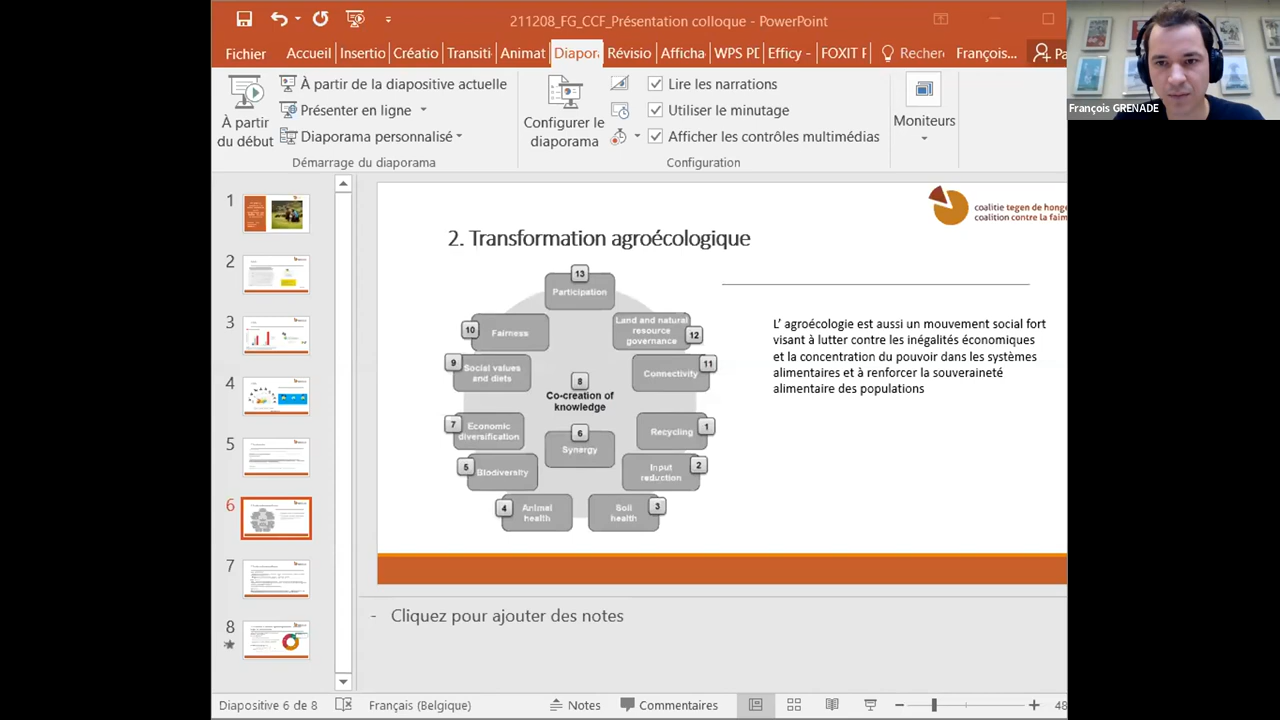 211208_FG_CCF_Présentation colloque - PowerPoint
Fichier Accueil Insertio Créatio Transiti Animat Diapor Révisio Afficha WPS PD Efficy - FOXIT F Recher François... Pa
À partir du début
À partir de la diapositive actuelle
Présenter en ligne
Diaporama personnalisé
Démarrage du diaporama
Configurer le diaporama
Lire les narrations
Utiliser le minutage
Afficher les contrôles multimédias
Configuration
Moniteurs
François GRENADE
1
2
3
4
5
6
7
8
coalitie tegen de honge
coalition contre la faim
2. Transformation agroécologique
13
Participation
10
Fairness
Land and natural
resource
governance
12
9
Social values
and diets
11
Connectivity
8
Co-creation of
knowledge
7
Economic
diversification
6
Synergy
1
Recycling
5
Biodiversity
2
Input
reduction
4
Animal
health
3
Soil
health
L' agroécologie est aussi un mouvement social fort
visant à lutter contre les inégalités économiques
et la concentration du pouvoir dans les systèmes
alimentaires et à renforcer la souveraineté
alimentaire des populations
- Cliquez pour ajouter des notes
Diapositive 6 de 8 Français (Belgique) Notes Commentaires 48